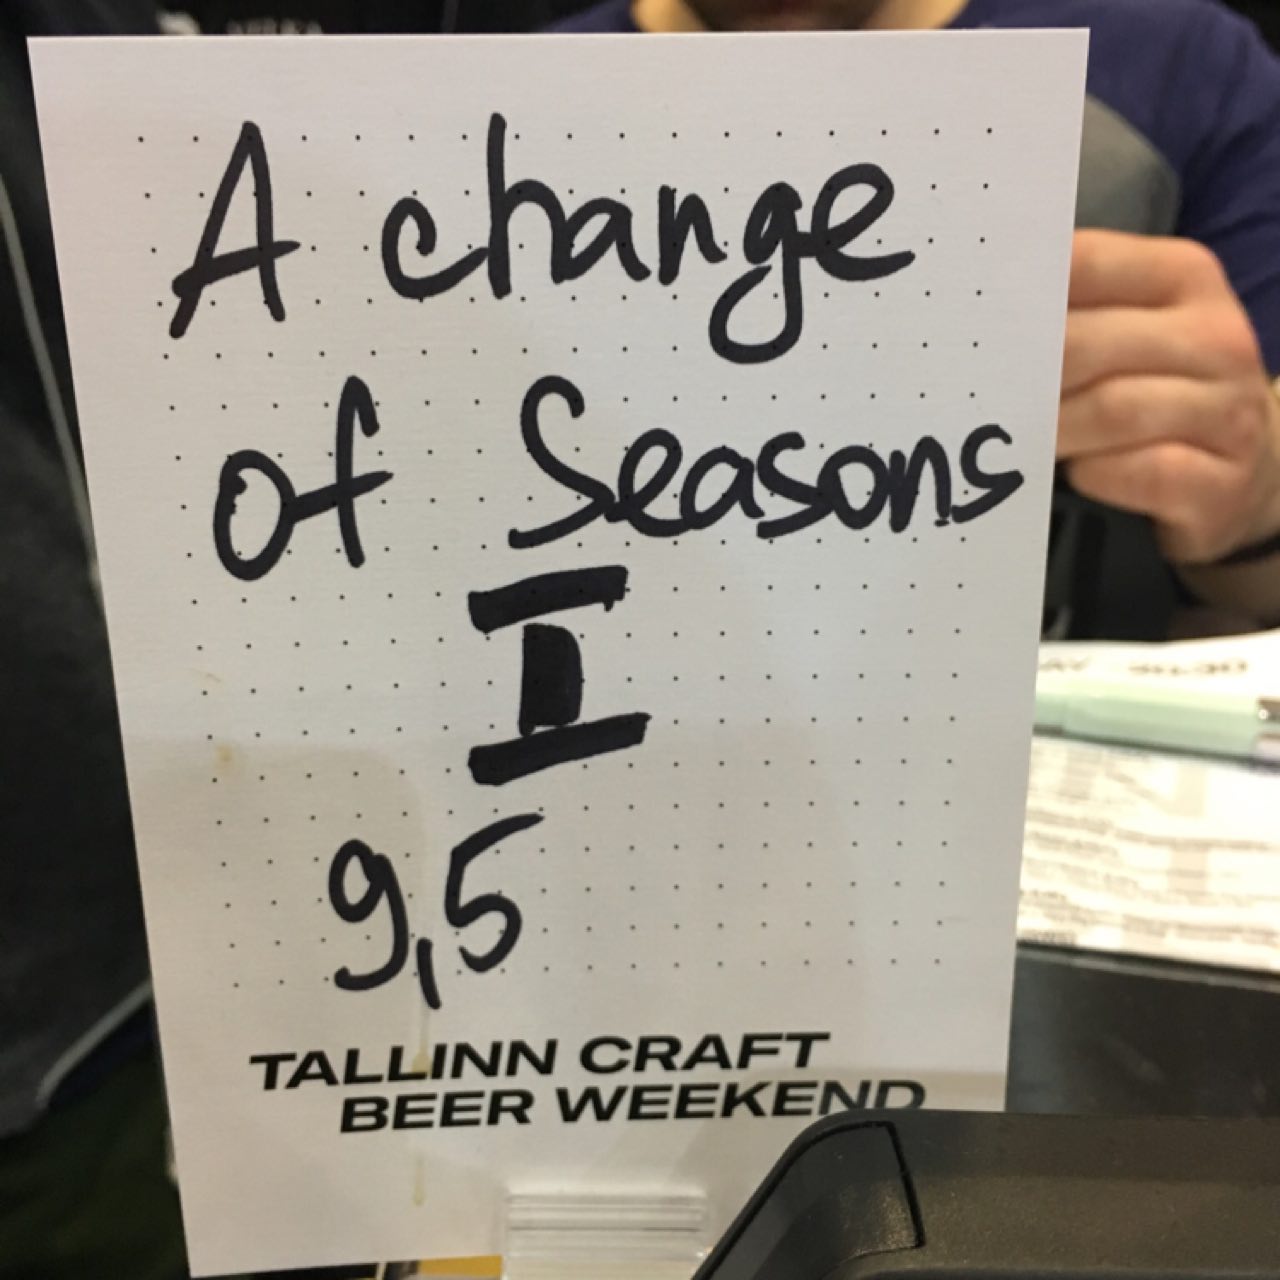 A change
of Seasons
I
9,5
TALLINN CRAFT
BEER WEEKEND